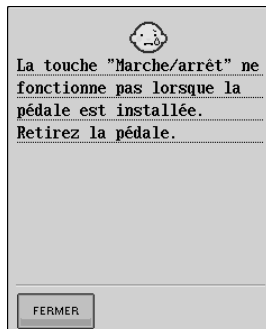 La touche "Marche/arrêt" ne
fonctionne pas lorsque la
pédale est installée.
Retirez la pédale.
FERMER